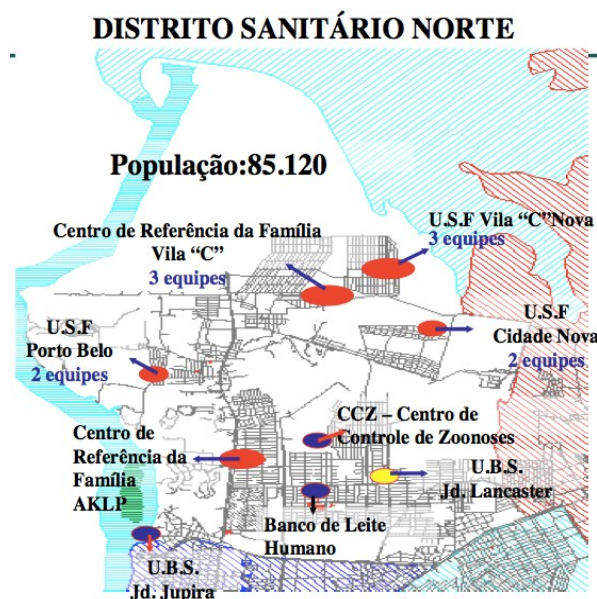 DISTRITO SANITÁRIO NORTE
População:85.120
Centro de Referência da Família
Vila “C”
3 equipes
U.S.F Vila “C”Nova
3 equipes
U.S.F
Porto Belo
2 equipes
U.S.F
Cidade Nova
2 equipes
CCZ – Centro de
Controle de Zoonoses
Centro de
Referência da
Família
AKLP
U.B.S.
Jd. Lancaster
Banco de Leite
Humano
U.B.S.
Jd. Jupira